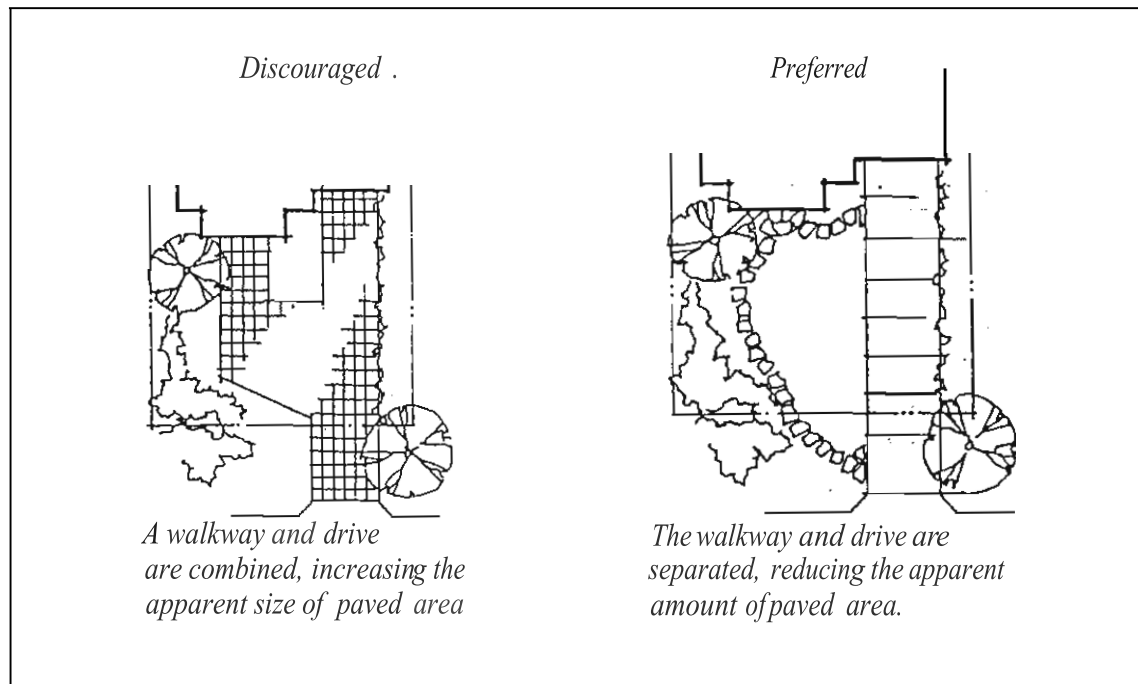 Discouraged .
Preferred
A walkway and drive
are combined, increasing the
apparent size of paved area
The walkway and drive are
separated, reducing the apparent
amount of paved area.